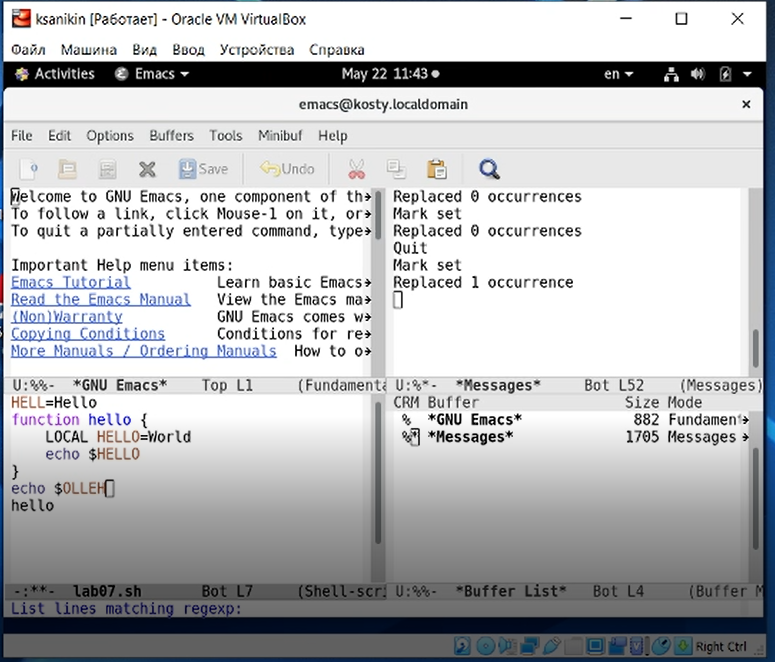 ksanikin [Работает] - Oracle VM VirtualBox
Файл Машина Вид Ввод Устройства Справка
Activities Emacs May 22 11:43 en
emacs@kosty.localdomain
File Edit Options Buffers Tools Minibuf Help
Save Undo
Welcome to GNU Emacs, one component of th
To follow a link, click Mouse-1 on it, or
To quit a partially entered command, type
Important Help menu items:
Emacs Tutorial Learn basic Emacs
Read the Emacs Manual View the Emacs ma
(Non)Warranty GNU Emacs comes w
Copying Conditions Conditions for re
More Manuals / Ordering Manuals How to o
U:%%- *GNU Emacs* Top L1 (Fundamenta
Replaced 0 occurrences
Mark set
Replaced 0 occurrences
Quit
Mark set
Replaced 1 occurrence
U:%*- *Messages* Bot L52 (Messages)
HELL=Hello
function hello {
LOCAL HELLO=World
echo $HELLO
}
echo $OLLEH
hello
-:**- lab07.sh Bot L7 (Shell-scri
CRM Buffer Size Mode
% *GNU Emacs* 882 Fundamen
%* *Messages* 1705 Messages
U:%%- *Buffer List* Bot L4 (Buffer M
List lines matching regexp:
Right Ctrl